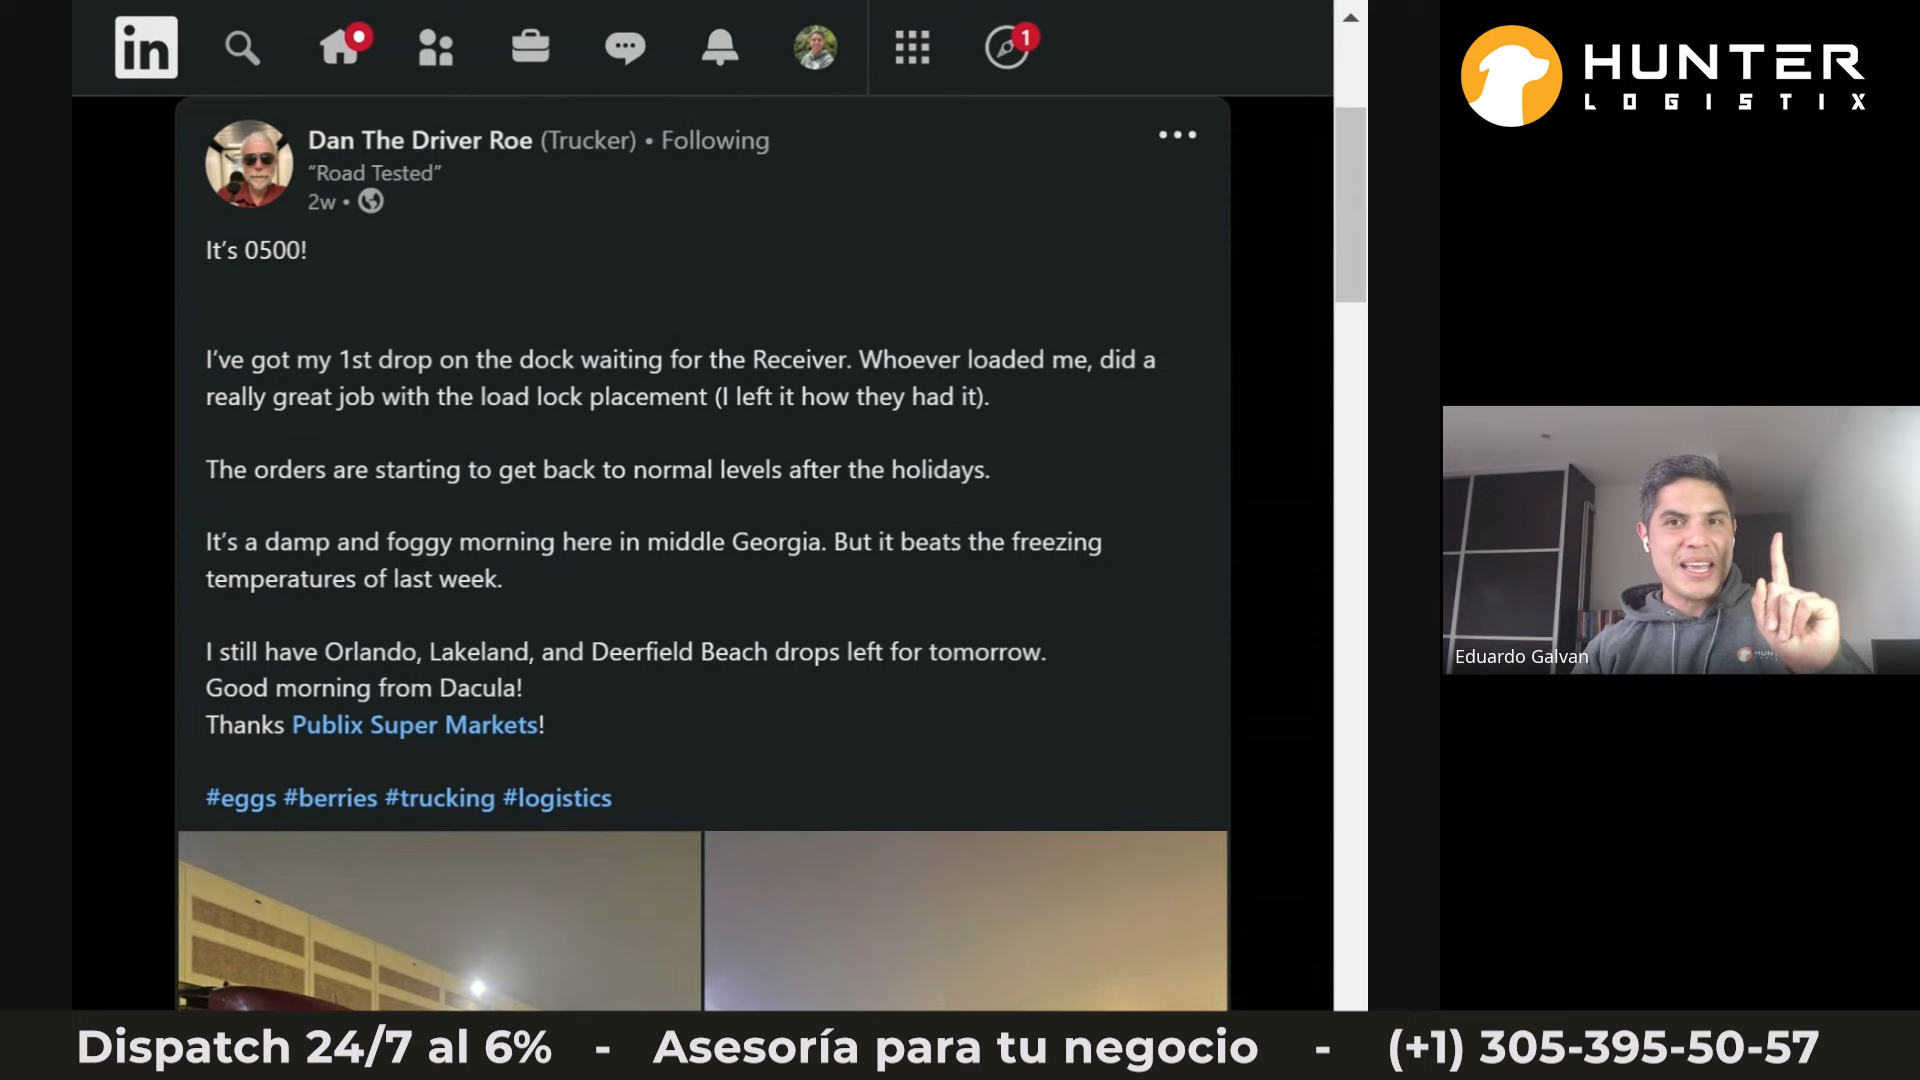 in
1
Dan The Driver Roe (Trucker) • Following
“Road Tested”
2w •
It’s 0500!
I’ve got my 1st drop on the dock waiting for the Receiver. Whoever loaded me, did a
really great job with the load lock placement (I left it how they had it).
The orders are starting to get back to normal levels after the holidays.
It’s a damp and foggy morning here in middle Georgia. But it beats the freezing
temperatures of last week.
I still have Orlando, Lakeland, and Deerfield Beach drops left for tomorrow.
Good morning from Dacula!
Thanks Publix Super Markets!
#eggs #berries #trucking #logistics
HUNTER
LOGISTIX
Eduardo Galvan
Dispatch 24/7 al 6% - Asesoría para tu negocio - (+1) 305-395-50-57